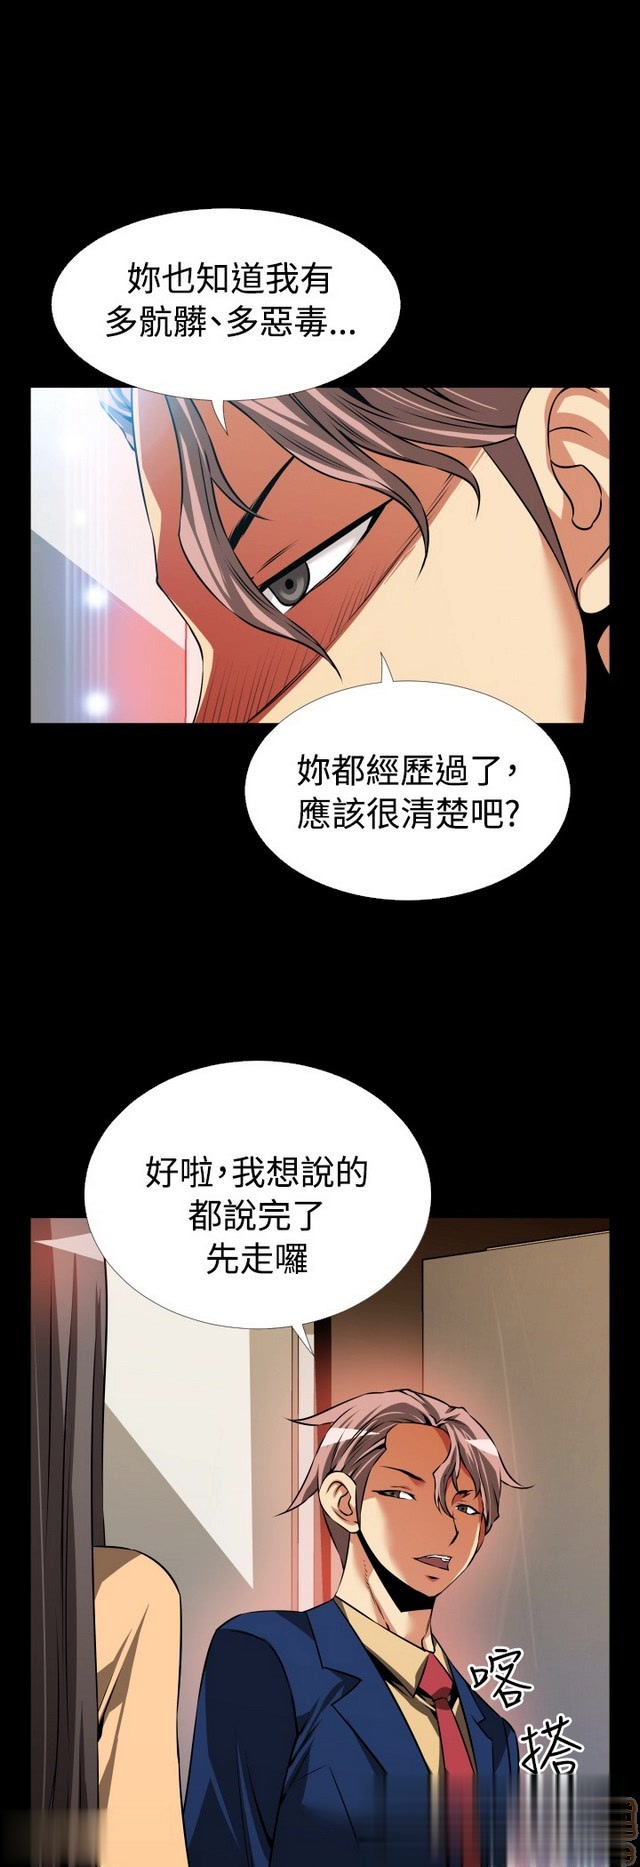 妳也知道我有
多骯髒、多惡毒...
妳都經歷過了，
應該很清楚吧?
好啦，我想說的
都說完了
先走囉
喀
搭